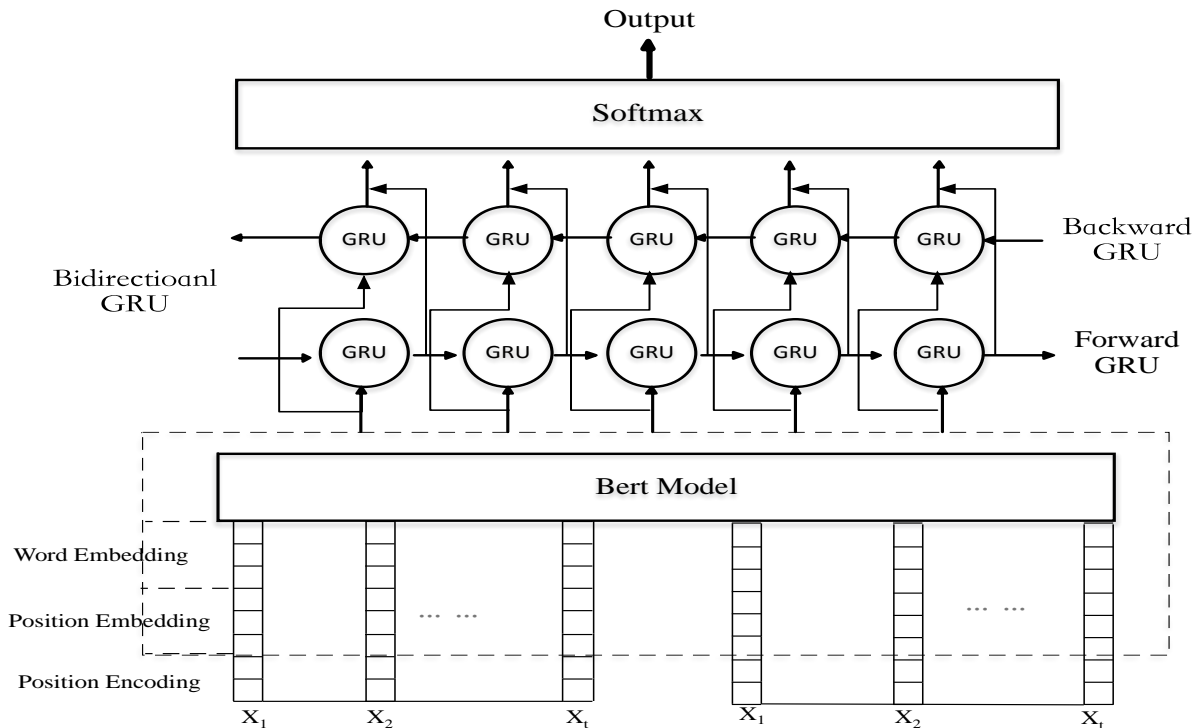 Output
Softmax
GRU GRU GRU GRU GRU
Backward
GRU
Bidirectioanl
GRU
GRU GRU GRU GRU GRU
Forward
GRU
Bert Model
Word Embedding
Position Embedding
... ...
... ...
Position Encoding
X1 X2 Xt X1 X2 Xt